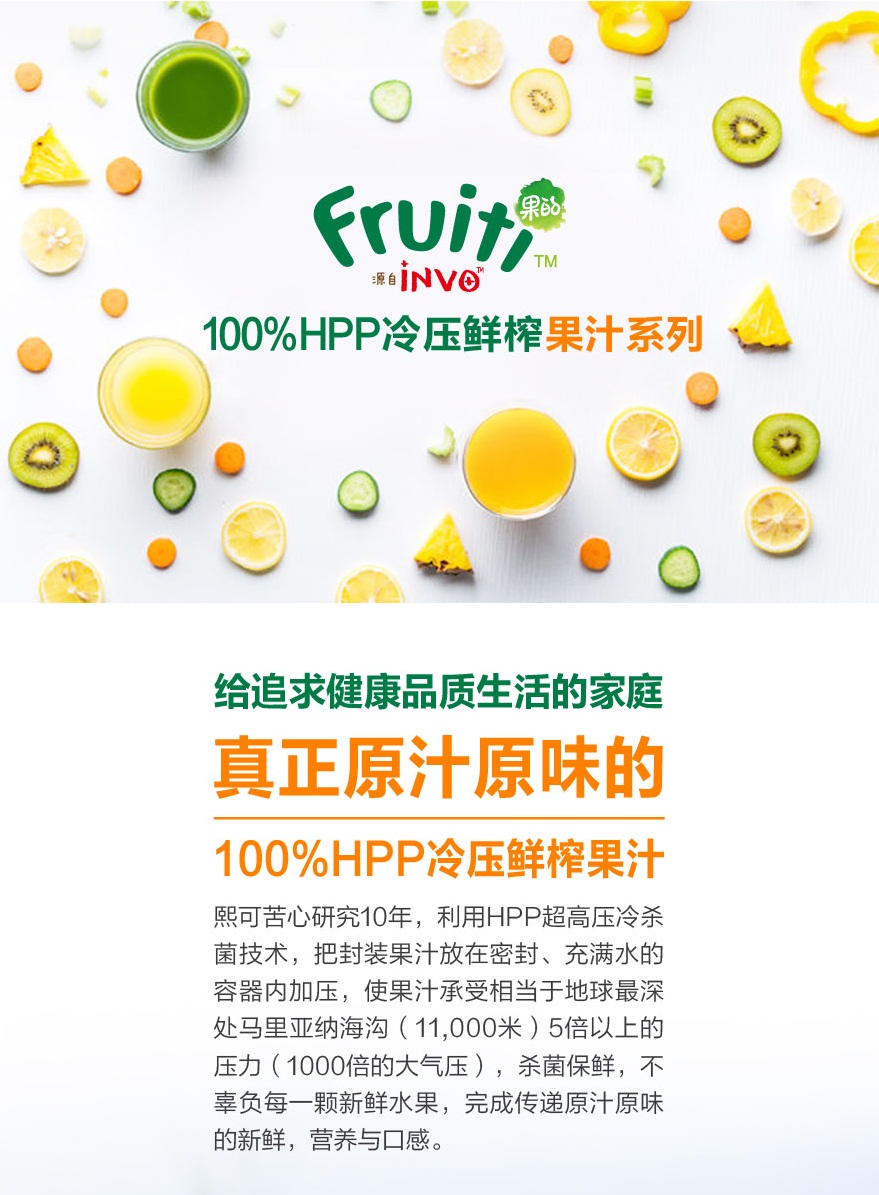 Fruiti 果的 TM
源自 iNVO TM
100%HPP冷压鲜榨果汁系列
给追求健康品质生活的家庭
真正原汁原味的
100%HPP冷压鲜榨果汁
熙可苦心研究10年，利用HPP超高压冷杀
菌技术，把封装果汁放在密封、充满水的
容器内加压，使果汁承受相当于地球最深
处马里亚纳海沟（11,000米）5倍以上的
压力（1000倍的大气压），杀菌保鲜，不
辜负每一颗新鲜水果，完成传递原汁原味
的新鲜，营养与口感。